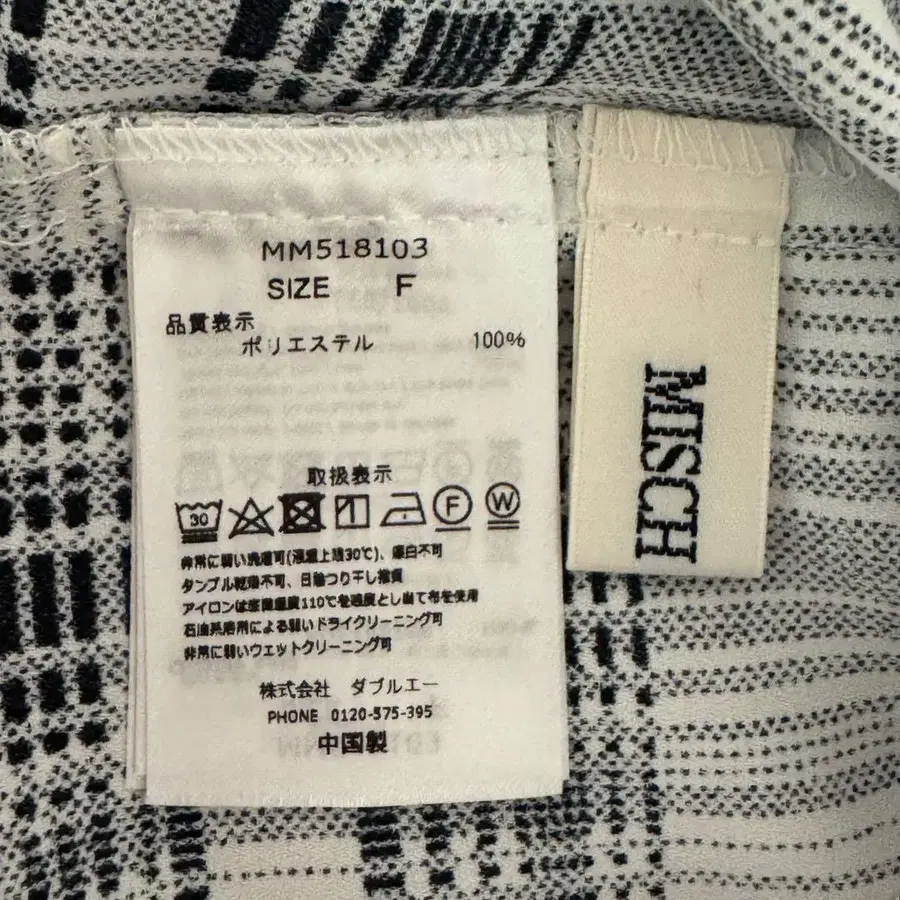 MM518103
SIZE F
品質表示
ポリエステル 100%
取扱表示
30 F W
非常に弱い洗濯可(液温上限30℃)、漂白不可
タンブル乾燥不可、日陰つり干し推奨
アイロンは底面温度110℃を限度とし当て布を使用
石油系溶剤による弱いドライクリーニング可
非常に弱いウエットクリーニング可
株式会社 ダブルエー
PHONE 0120-575-395
中国製
MISCH